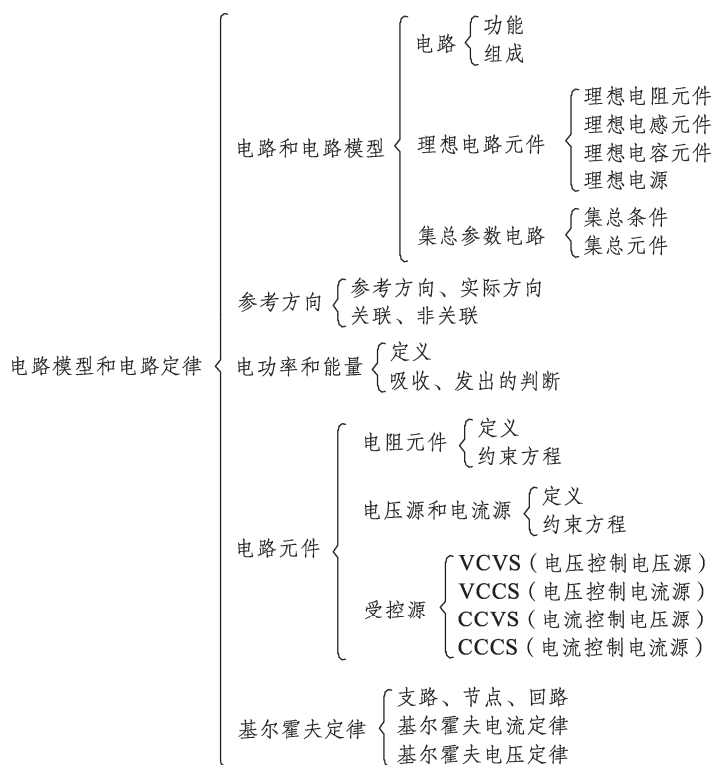 电路
功能
组成
电路和电路模型
理想电路元件
理想电阻元件
理想电感元件
理想电容元件
理想电源
集总参数电路
集总条件
集总元件
参考方向
参考方向、实际方向
关联、非关联
电路模型和电路定律
电功率和能量
定义
吸收、发出的判断
电路元件
电阻元件
定义
约束方程
电压源和电流源
定义
约束方程
受控源
VCVS（电压控制电压源）
VCCS（电压控制电流源）
CCVS（电流控制电压源）
CCCS（电流控制电流源）
基尔霍夫定律
支路、节点、回路
基尔霍夫电流定律
基尔霍夫电压定律